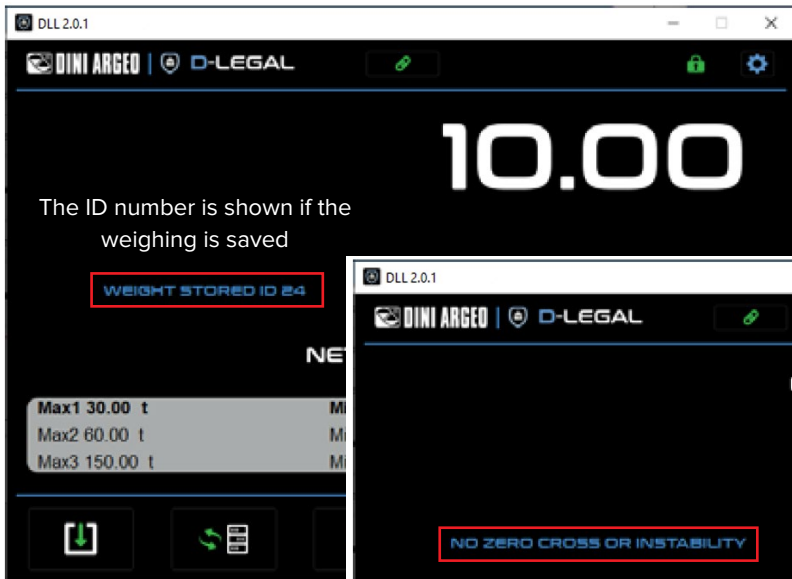 DLL 2.0.1
DINI ARGEO | D-LEGAL
10.00
The ID number is shown if the
weighing is saved
WEIGHT STORED ID 24
NE
Max1 30.00 t
Max2 60.00 t
Max3 150.00 t
DLL 2.0.1
DINI ARGEO | D-LEGAL
NO ZERO CROSS OR INSTABILITY